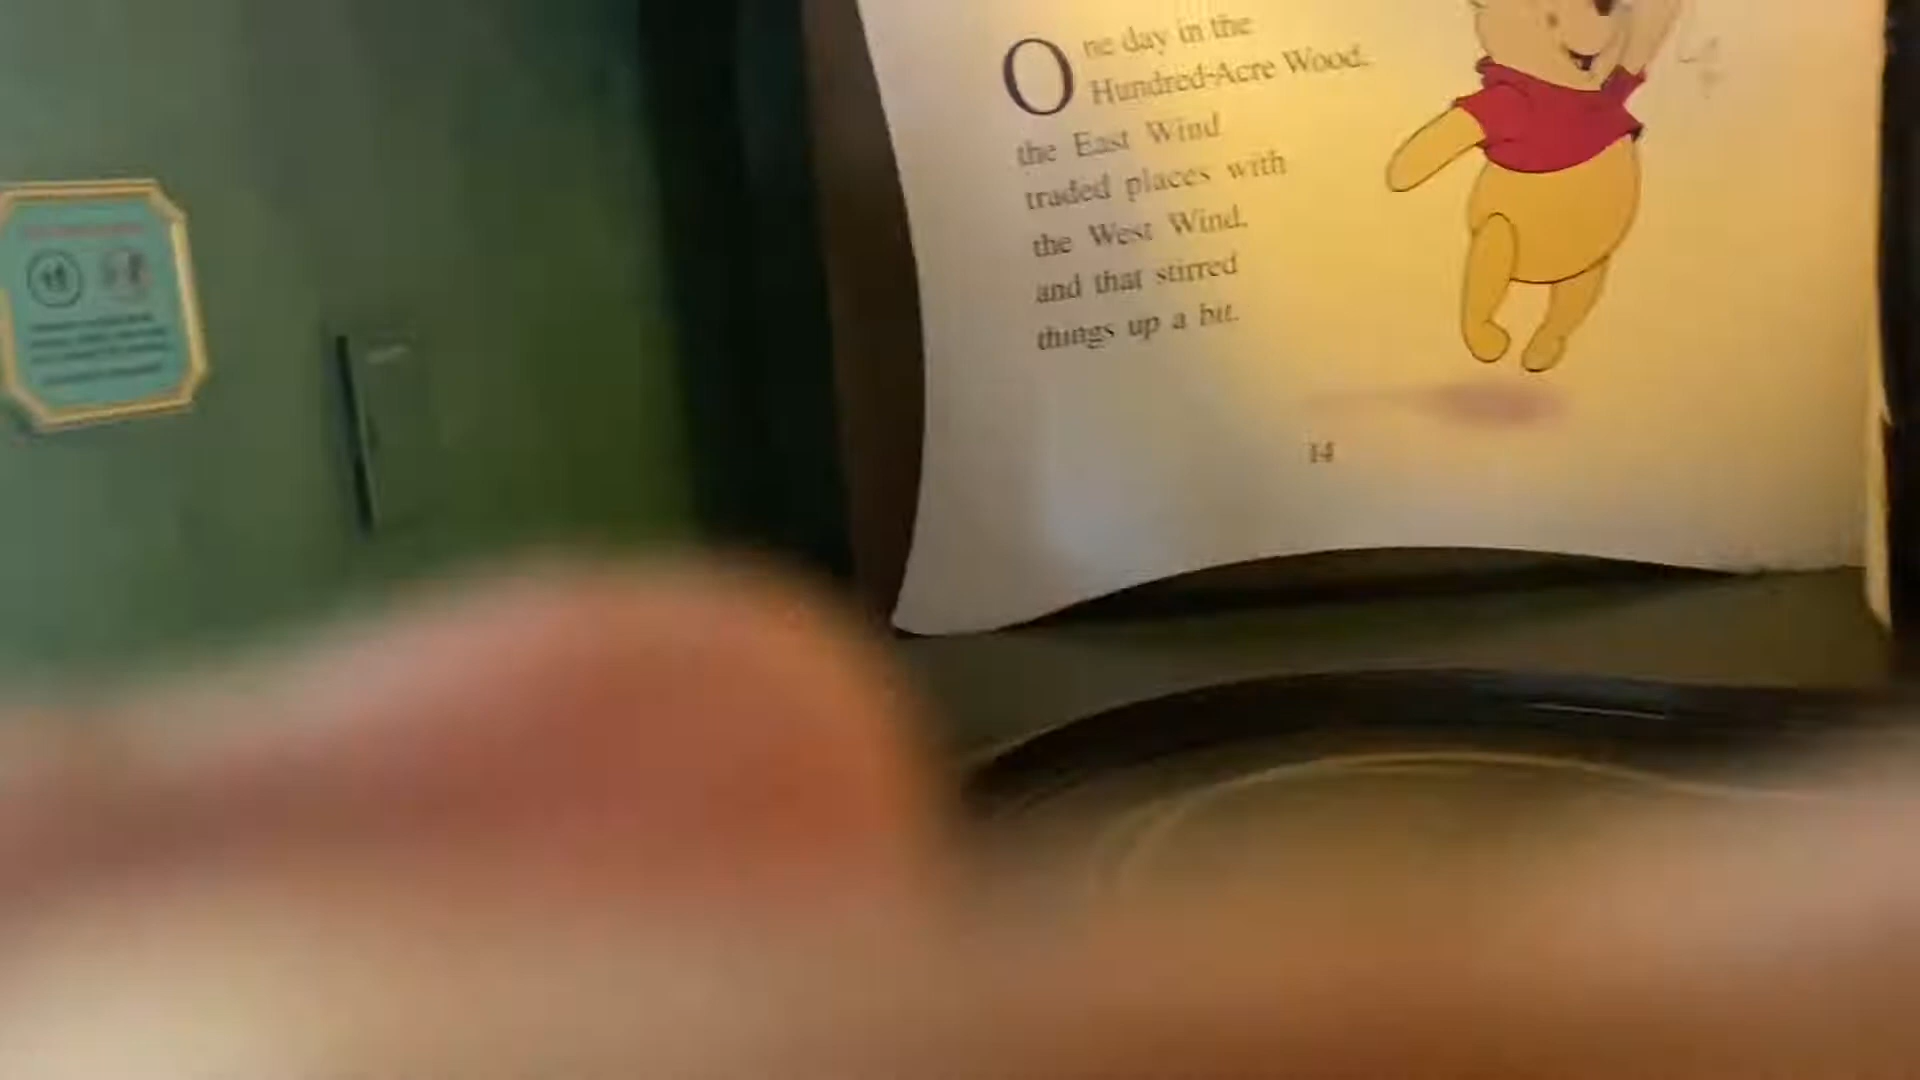 One day in the
Hundred-Acre Wood,
the East Wind
traded places with
the West Wind,
and that stirred
things up a bit.
14